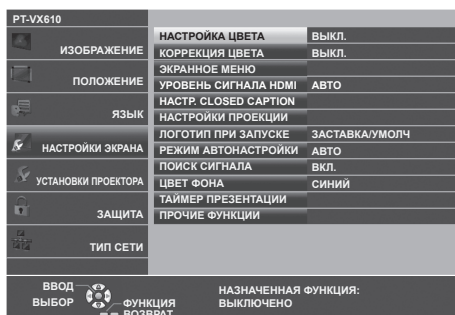 PT-VX610
ИЗОБРАЖЕНИЕ
ПОЛОЖЕНИЕ
ЯЗЫК
НАСТРОЙКИ ЭКРАНА
УСТАНОВКИ ПРОЕКТОРА
ЗАЩИТА
ТИП СЕТИ
НАСТРОЙКА ЦВЕТА ВЫКЛ.
КОРРЕКЦИЯ ЦВЕТА ВЫКЛ.
ЭКРАННОЕ МЕНЮ
УРОВЕНЬ СИГНАЛА HDMI АВТО
НАСТР. CLOSED CAPTION
НАСТРОЙКИ ПРОЕКЦИИ
ЛОГОТИП ПРИ ЗАПУСКЕ ЗАСТАВКА/УМОЛЧ
РЕЖИМ АВТОНАСТРОЙКИ АВТО
ПОИСК СИГНАЛА ВКЛ.
ЦВЕТ ФОНА СИНИЙ
ТАЙМЕР ПРЕЗЕНТАЦИИ
ПРОЧИЕ ФУНКЦИИ
ВВОД
ВЫБОР
ФУНКЦИЯ
ВОЗВРАТ
НАЗНАЧЕННАЯ ФУНКЦИЯ:
ВЫКЛЮЧЕНО